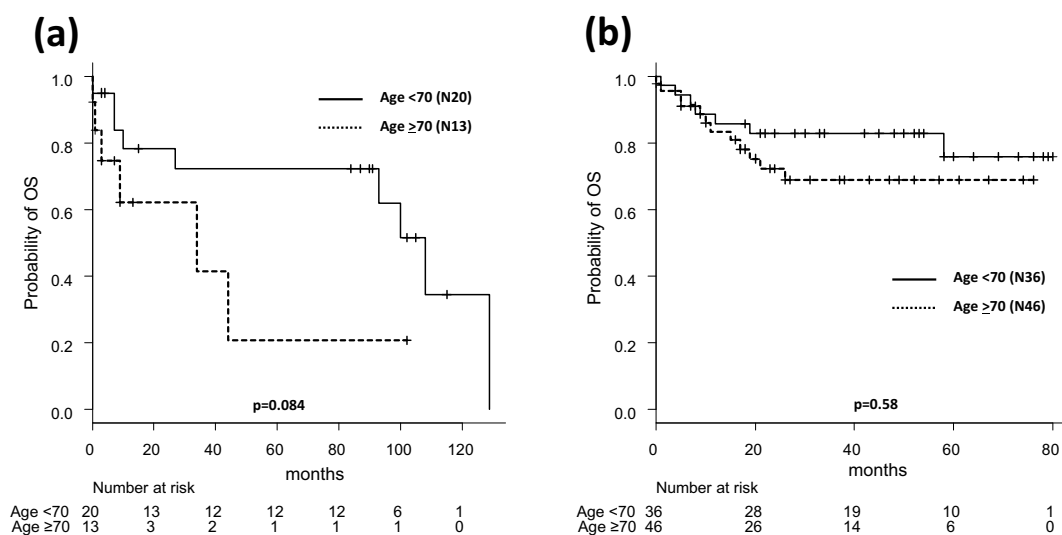 (a)
1.0
0.8
0.6
0.4
0.2
0.0
Probability of OS
Age <70 (N20)
Age ≥70 (N13)
p=0.084
0 20 40 60 80 100 120
months
Number at risk
Age <70 20 13 12 12 12 6 1
Age ≥70 13 3 2 1 1 1 0
(b)
1.0
0.8
0.6
0.4
0.2
0.0
Probability of OS
Age <70 (N36)
Age ≥70 (N46)
p=0.58
0 20 40 60 80
months
Number at risk
Age <70 36 28 19 10 1
Age ≥70 46 26 14 6 0